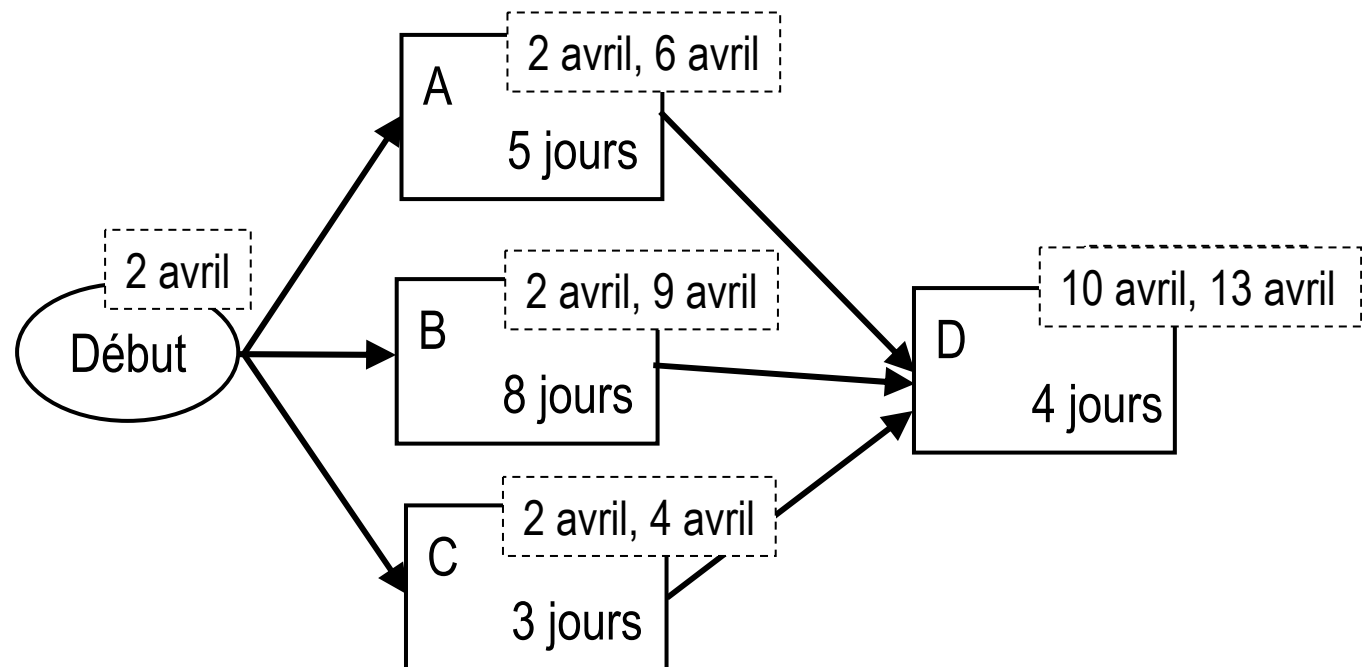 2 avril, 6 avril
A
5 jours
2 avril
Début
2 avril, 9 avril
B
8 jours
10 avril, 13 avril
D
4 jours
2 avril, 4 avril
C
3 jours